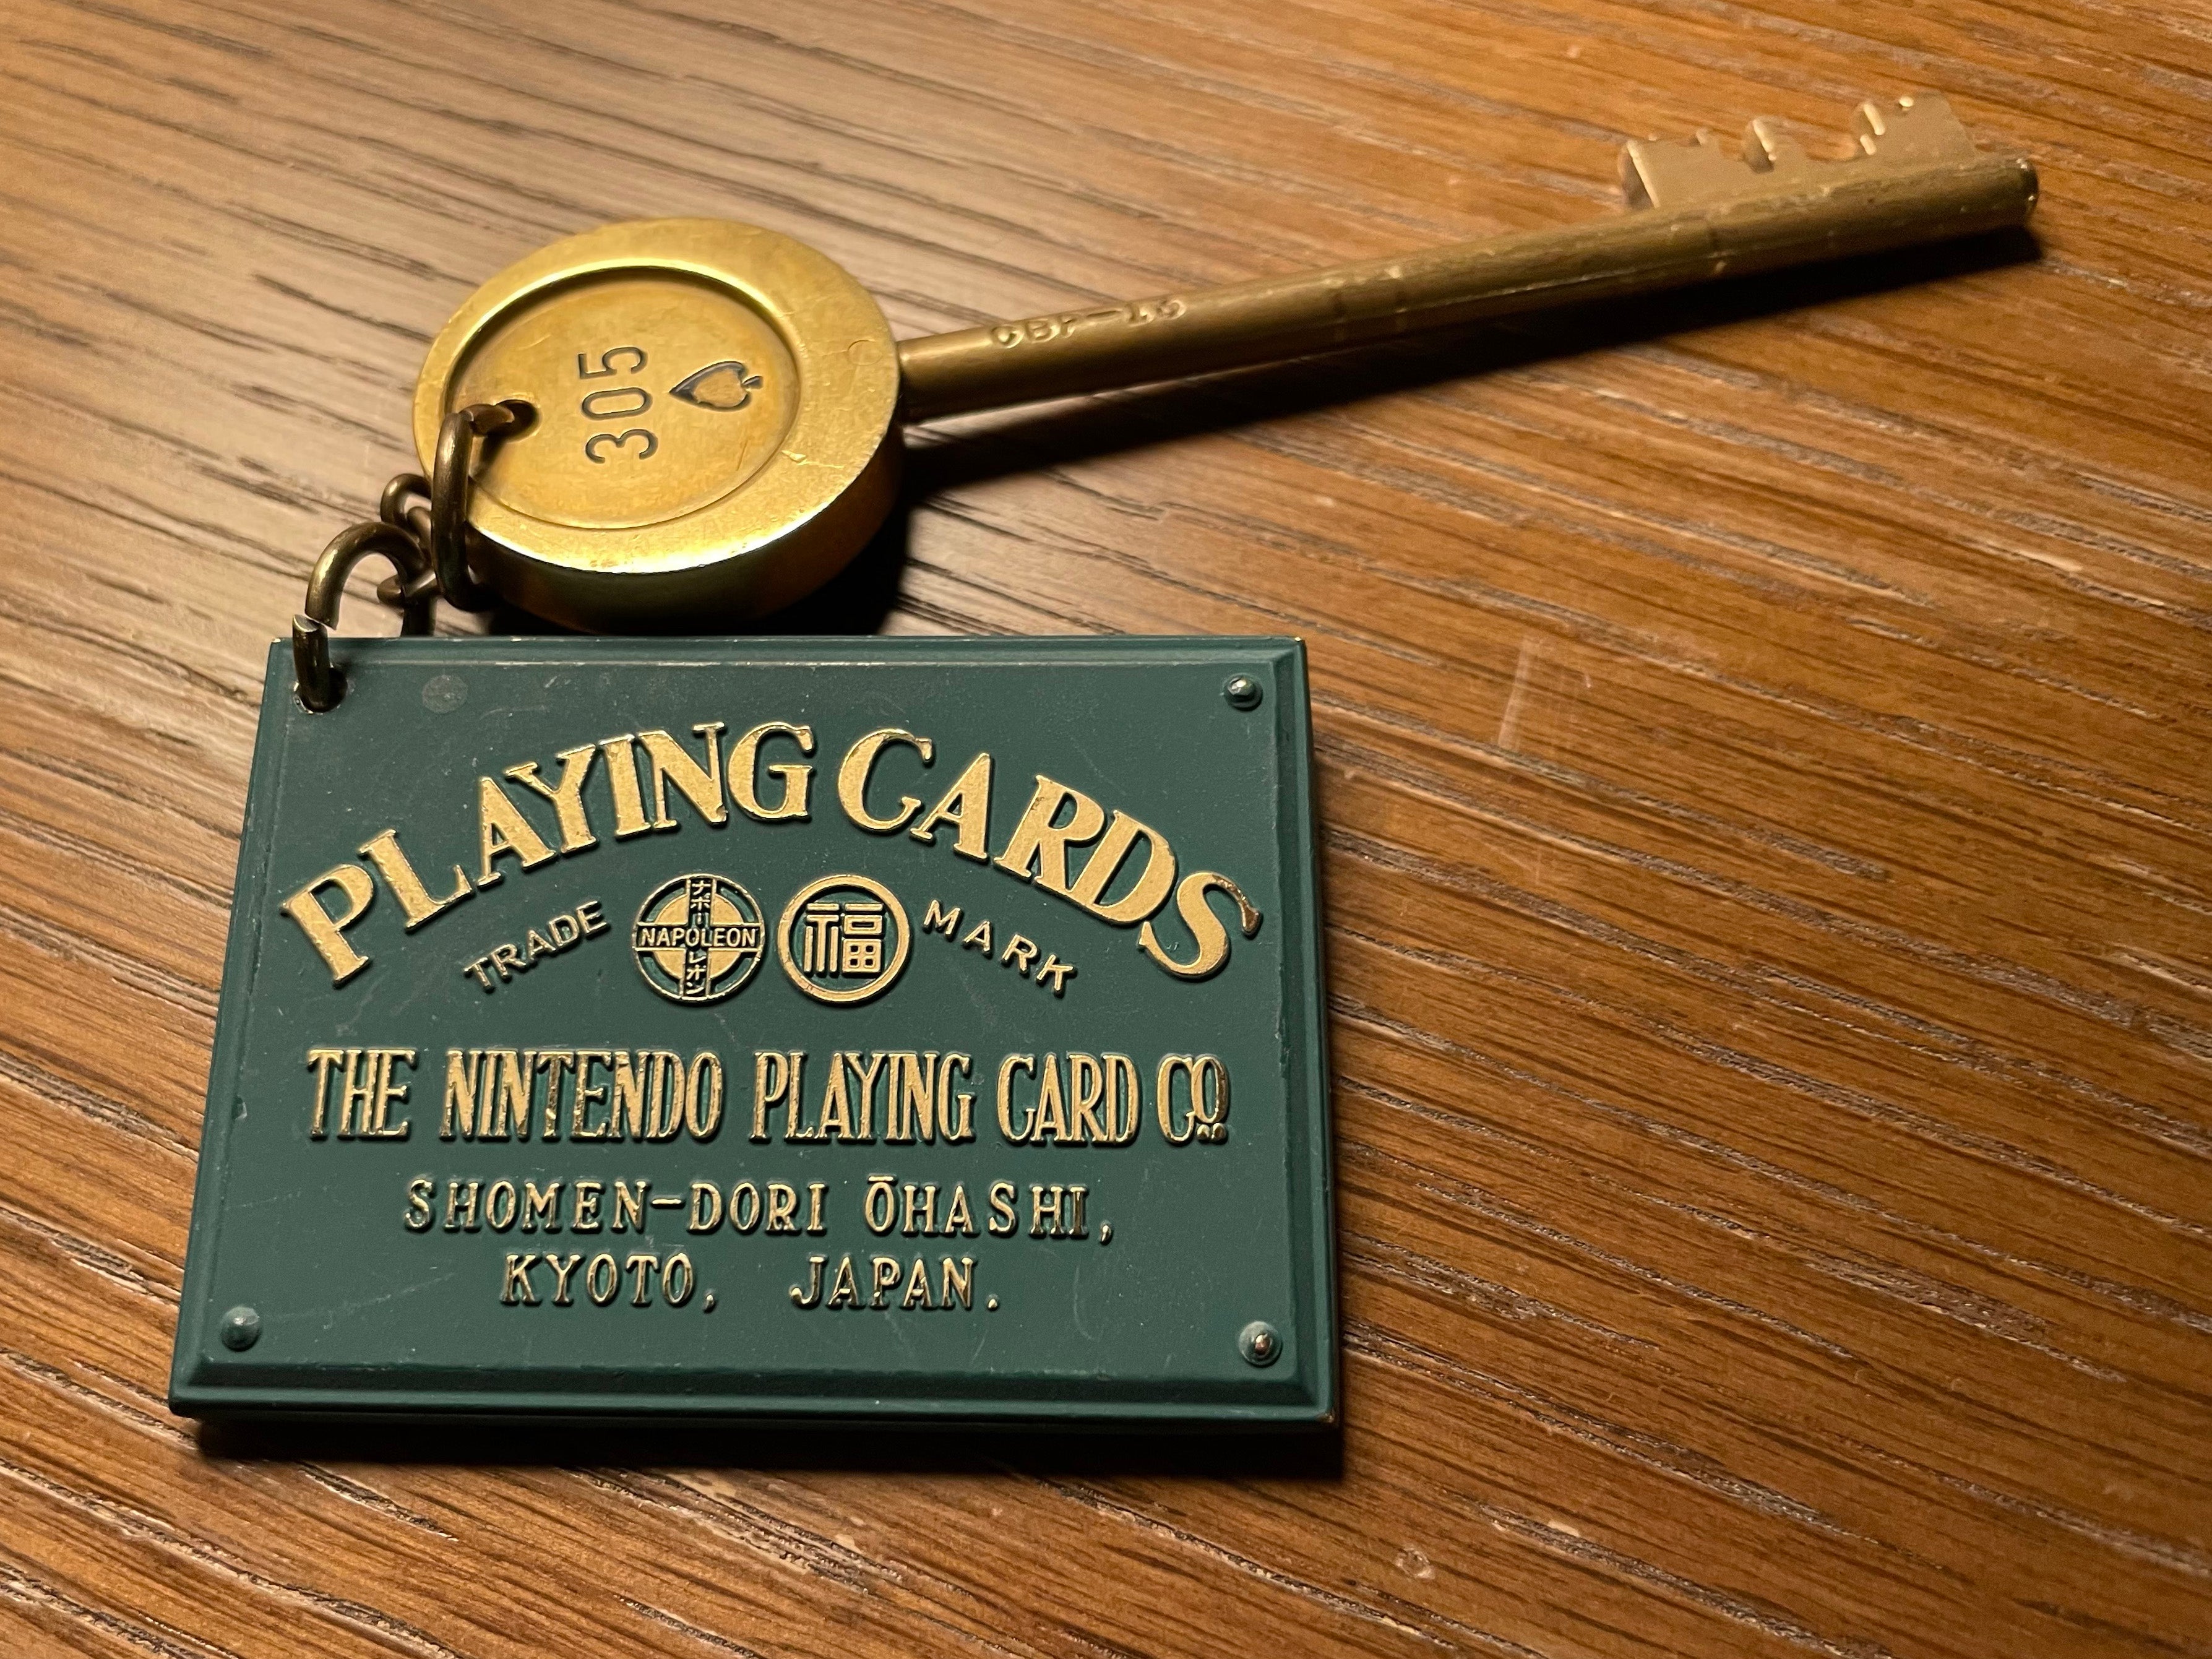 305
PLAYING CARDS
TRADE ナポーレオン NAPOLEON 福 MARK
THE NINTENDO PLAYING CARD CO.
SHOMEN-DORI ŌHASHI,
KYOTO, JAPAN.